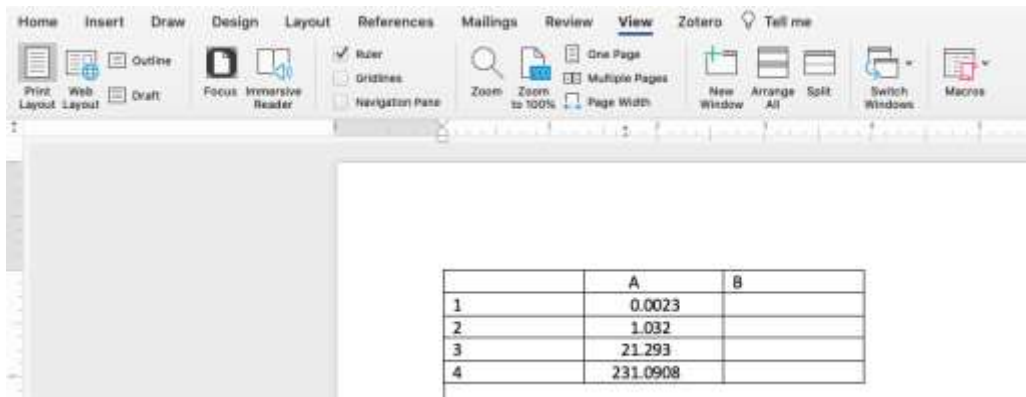 Home Insert Draw Design Layout References Mailings Review View Zotero Tell me
Print Layout
Web Layout
Outline
Draft
Focus
Immersive Reader
Ruler
Gridlines
Navigation Pane
Zoom
Zoom to 100%
One Page
Multiple Pages
Page Width
New Window
Arrange All
Split
Switch Windows
Macros
A B
1 0.0023
2 1.032
3 21.293
4 231.0908